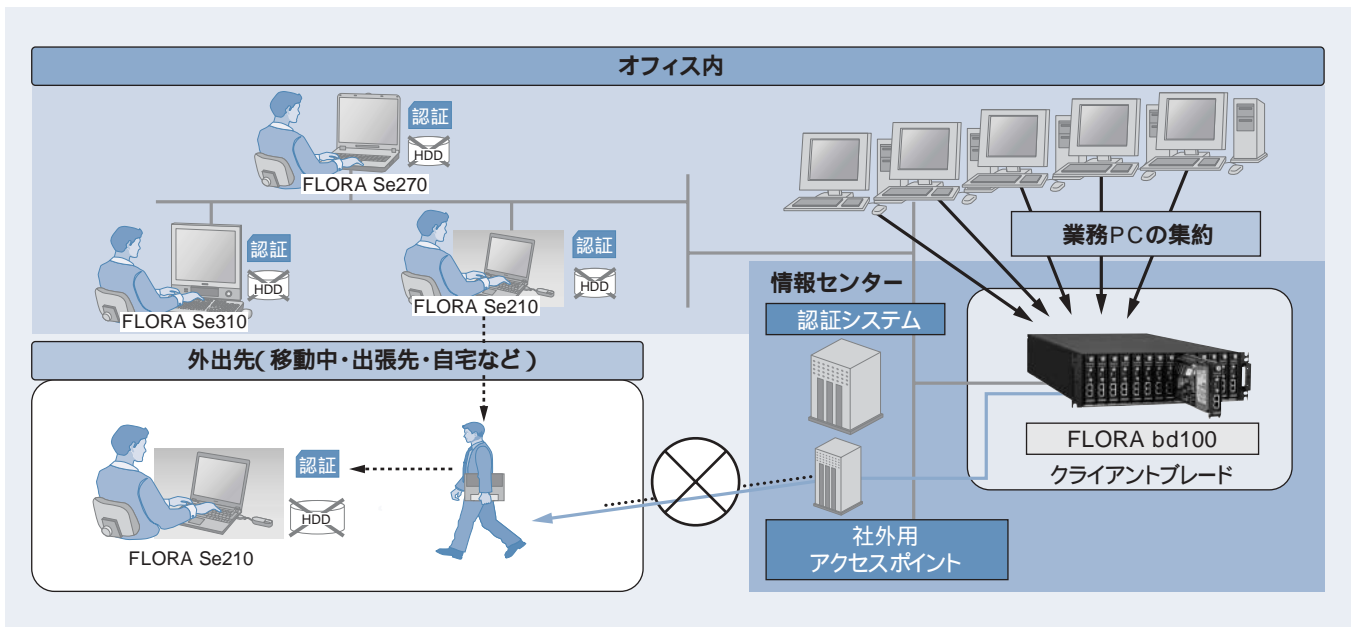 オフィス内
認証
HDD
FLORA Se270
認証
HDD
FLORA Se310
認証
HDD
FLORA Se210
業務PCの集約
情報センター
認証システム
FLORA bd100
クライアントブレード
社外用
アクセスポイント
外出先(移動中・出張先・自宅など)
認証
HDD
FLORA Se210